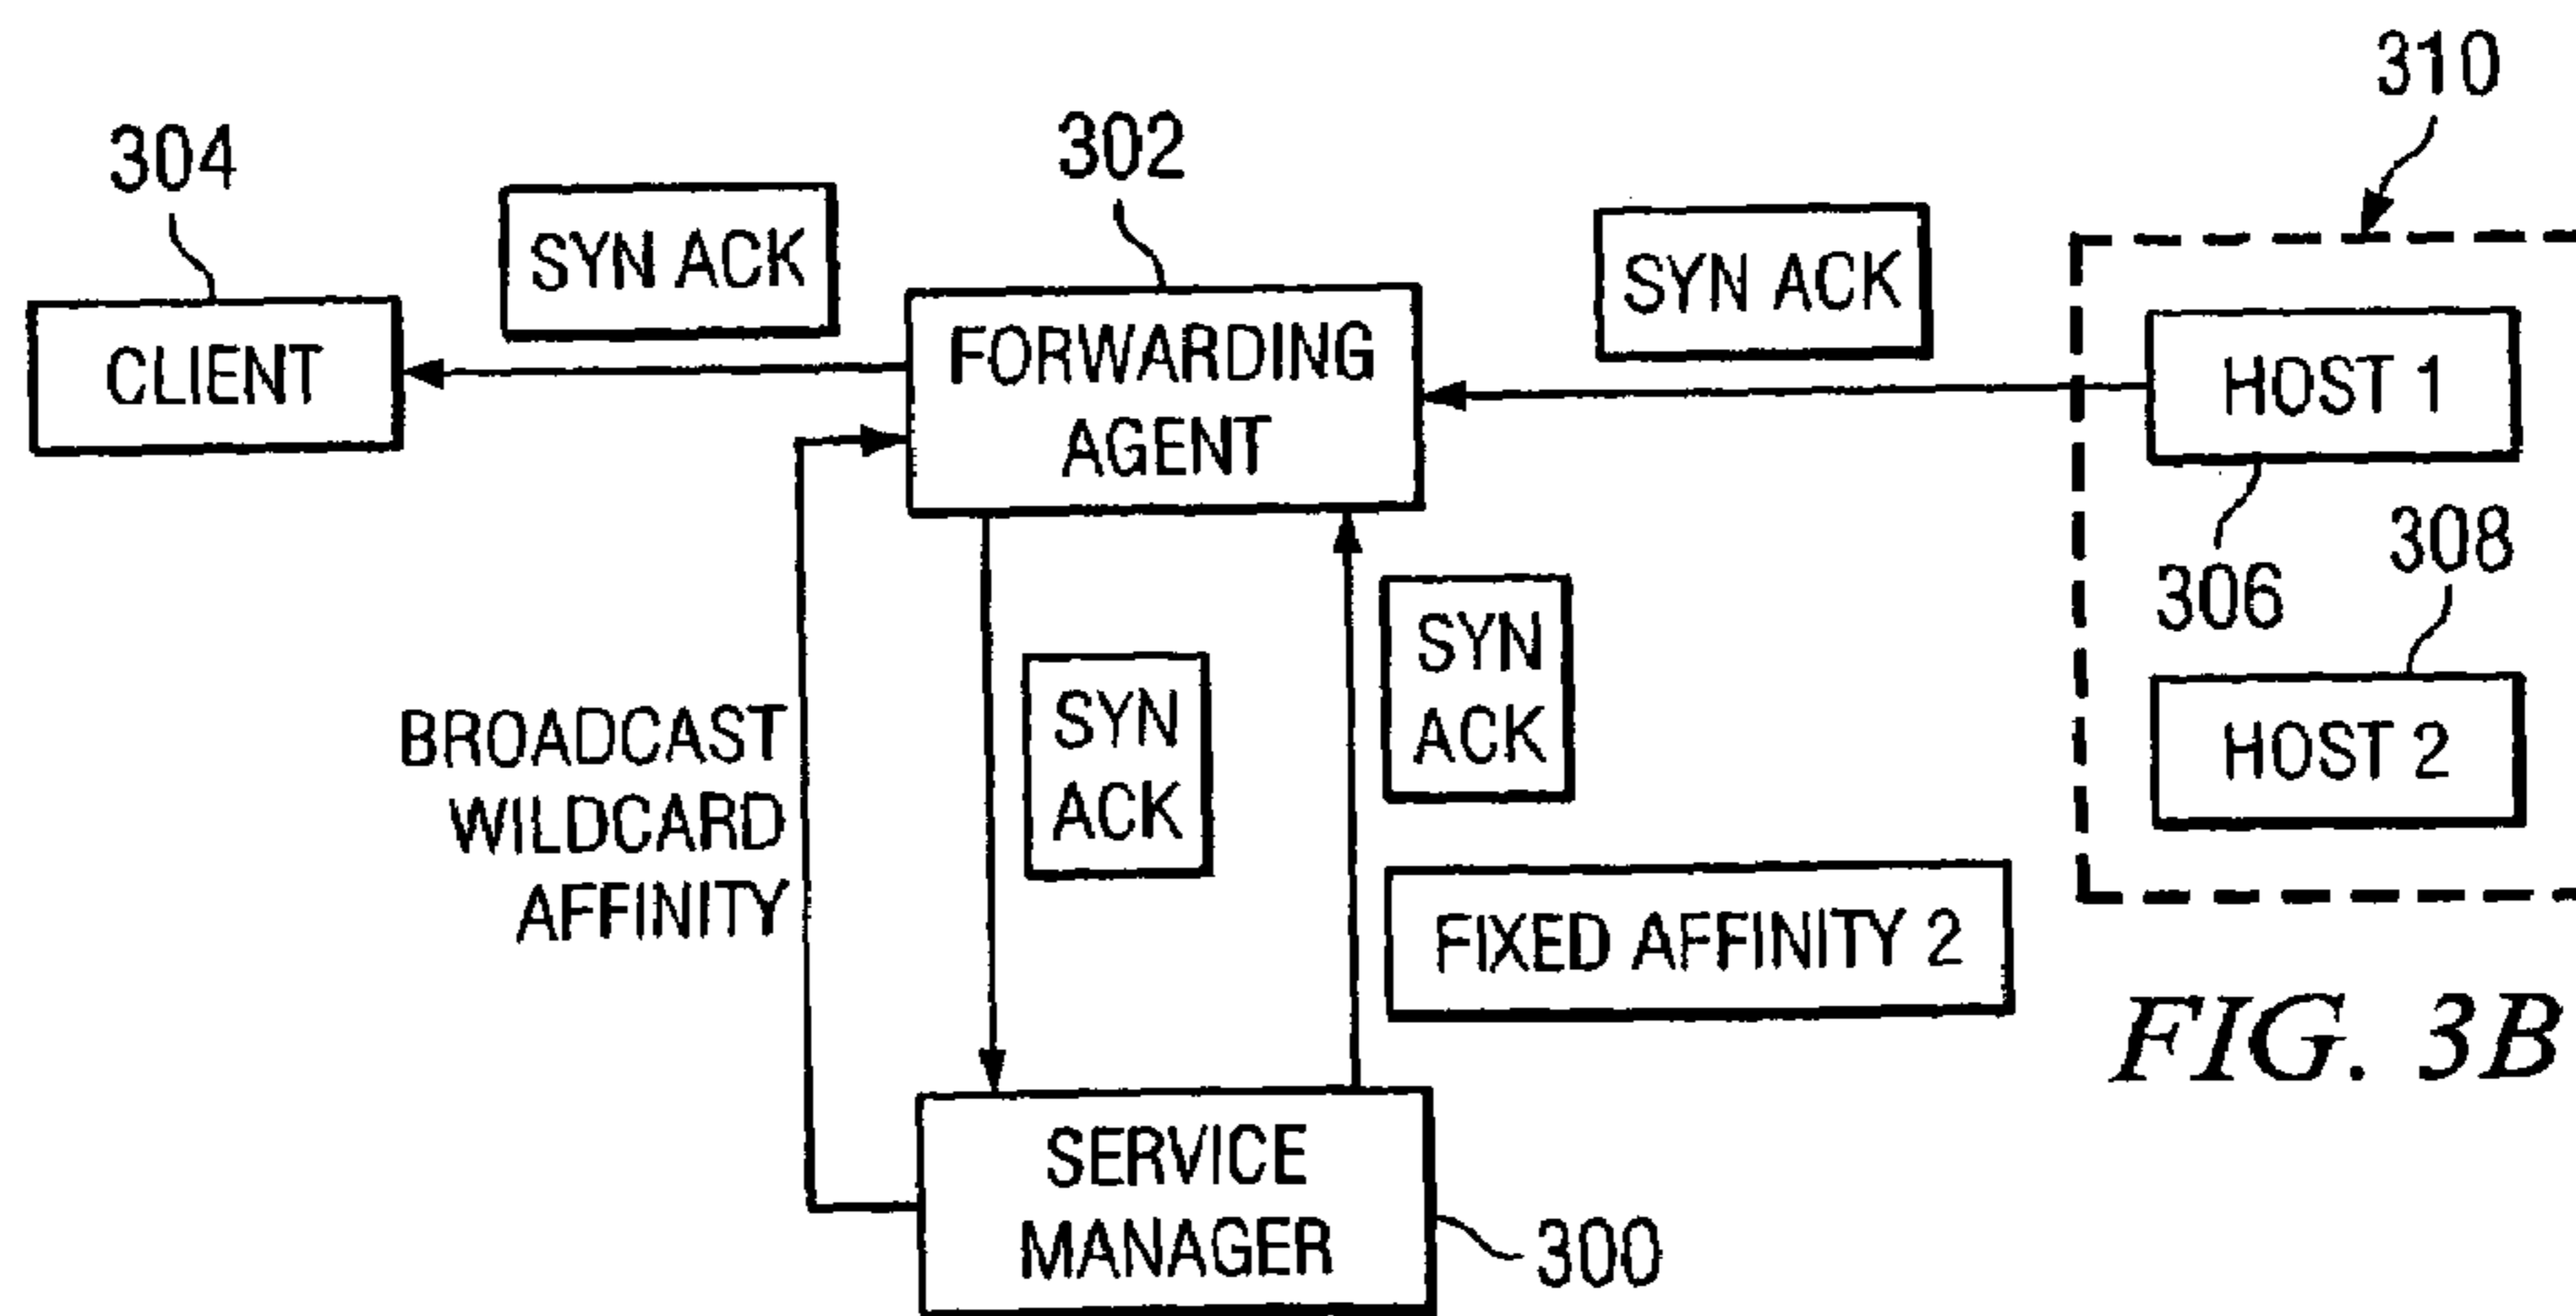 310
304
302
SYN ACK
SYN ACK
CLIENT
FORWARDING
AGENT
HOST 1
306
308
HOST 2
BROADCAST
WILDCARD
AFFINITY
SYN
ACK
SYN
ACK
FIXED AFFINITY 2
FIG. 3B
SERVICE
MANAGER
300